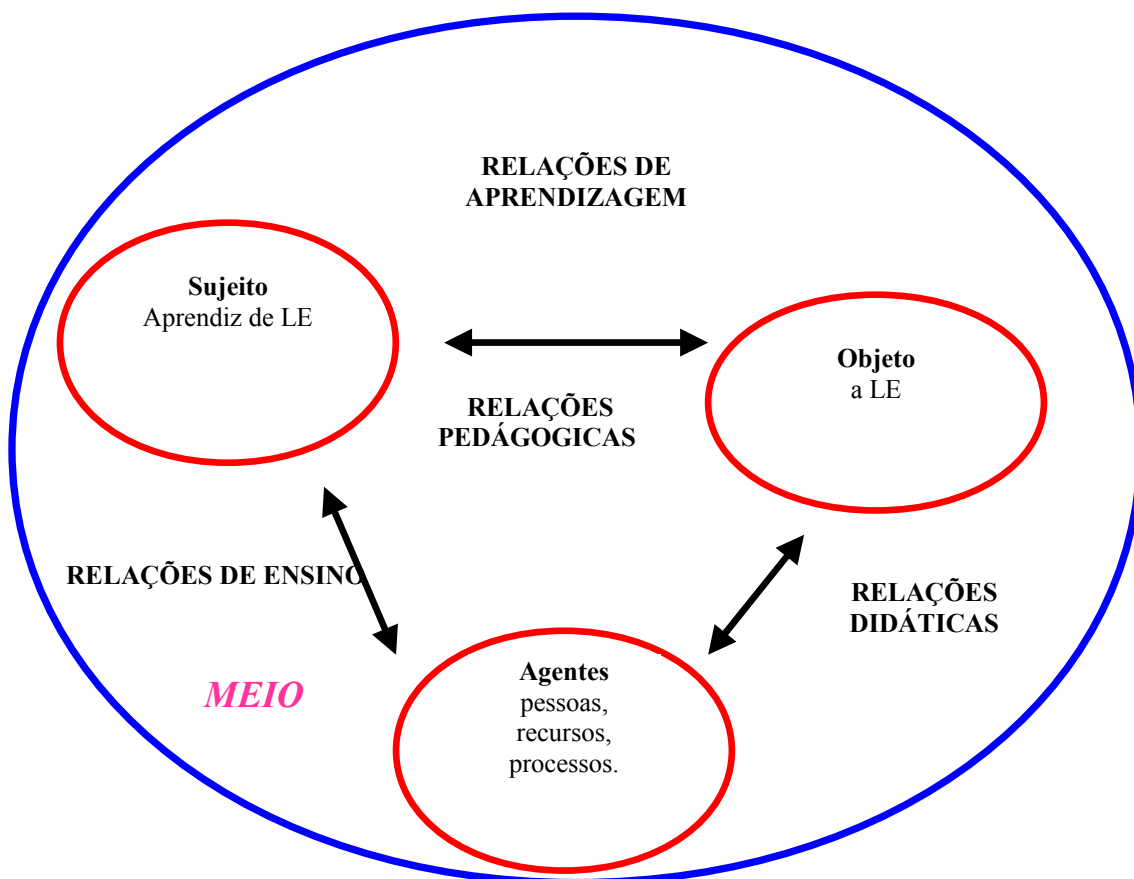 RELAÇÕES DE
APRENDIZAGEM
Sujeito
Aprendiz de LE
Objeto
a LE
RELAÇÕES
PEDÁGOGICAS
RELAÇÕES DE ENSINO
RELAÇÕES
DIDÁTICAS
MEIO
Agentes
pessoas,
recursos,
processos.